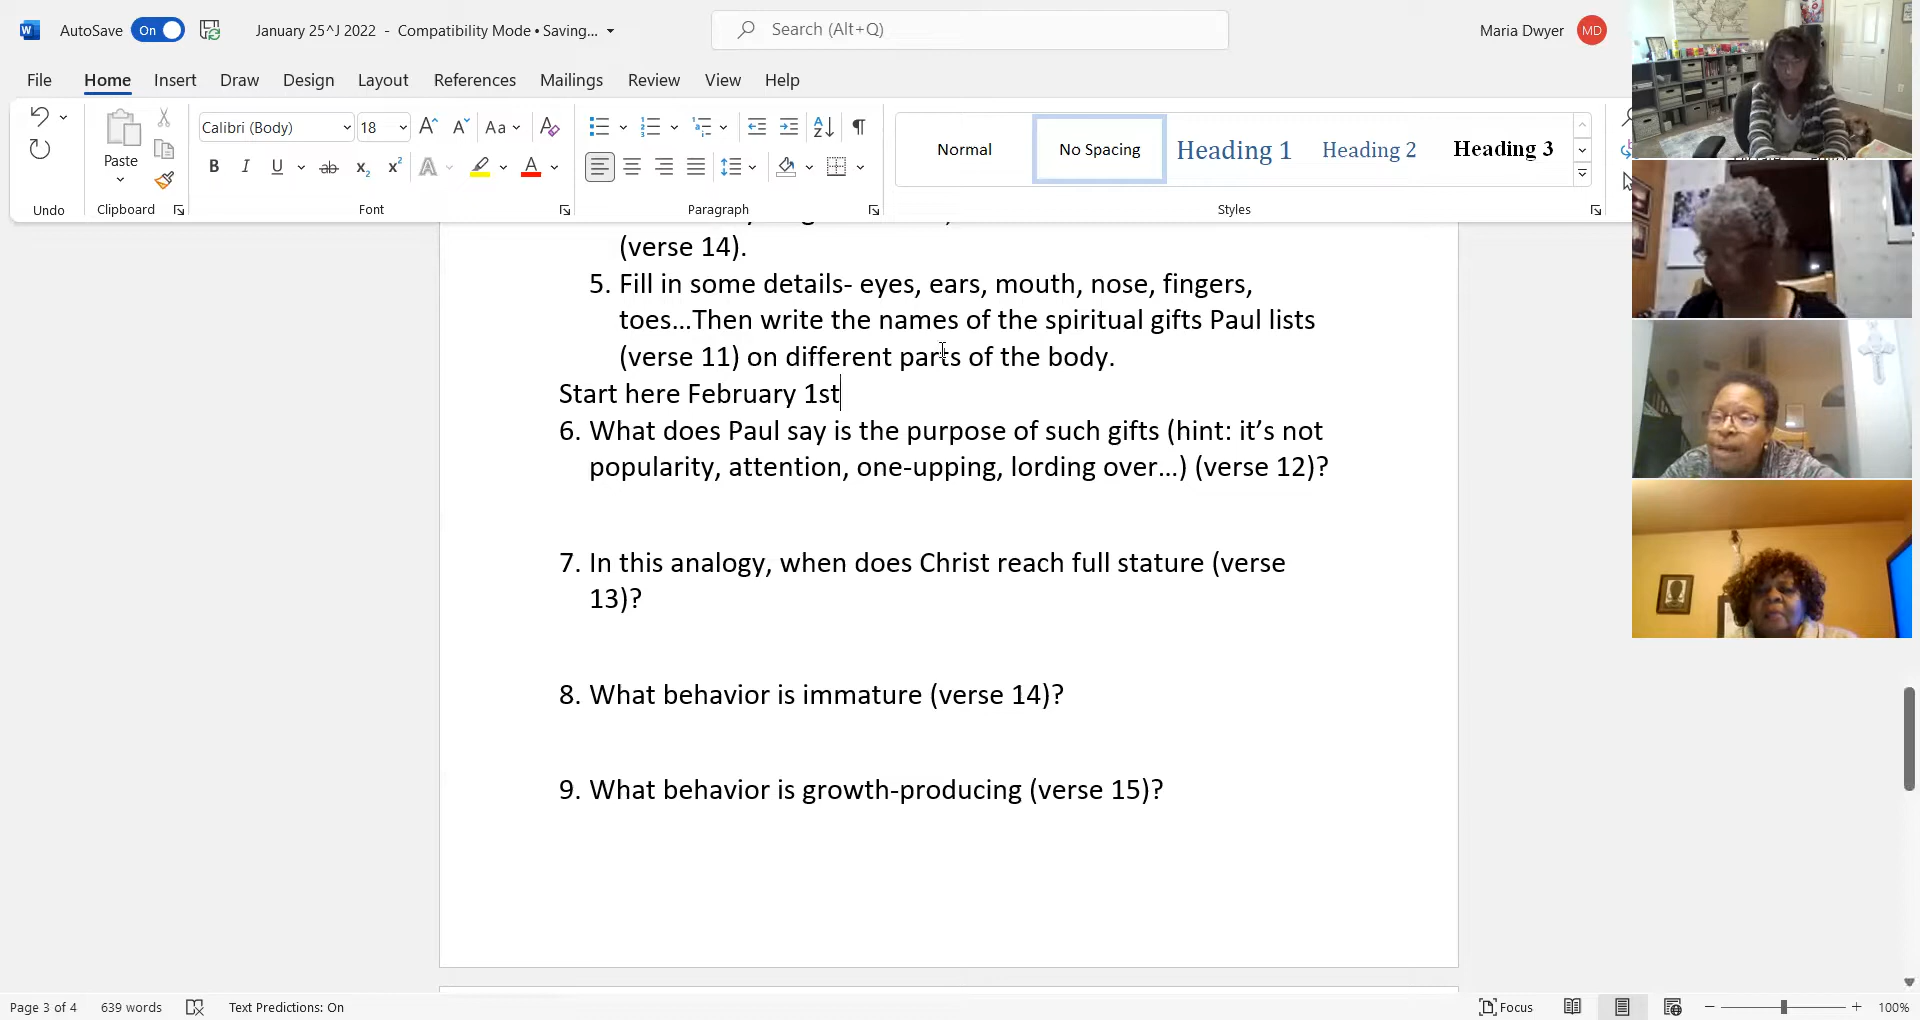 AutoSave On January 25^J 2022 - Compatibility Mode • Saving... Search (Alt+Q) Maria Dwyer MD
File Home Insert Draw Design Layout References Mailings Review View Help
Calibri (Body) 18 Aa A
Paste
B I U ab x₂ x² A A
Normal No Spacing Heading 1 Heading 2 Heading 3
Undo Clipboard Font Paragraph Styles
(verse 14).
5. Fill in some details- eyes, ears, mouth, nose, fingers,
toes...Then write the names of the spiritual gifts Paul lists
(verse 11) on different parts of the body.
Start here February 1st
6. What does Paul say is the purpose of such gifts (hint: it’s not
popularity, attention, one-upping, lording over...) (verse 12)?
7. In this analogy, when does Christ reach full stature (verse
13)?
8. What behavior is immature (verse 14)?
9. What behavior is growth-producing (verse 15)?
Page 3 of 4 639 words Text Predictions: On Focus 100%